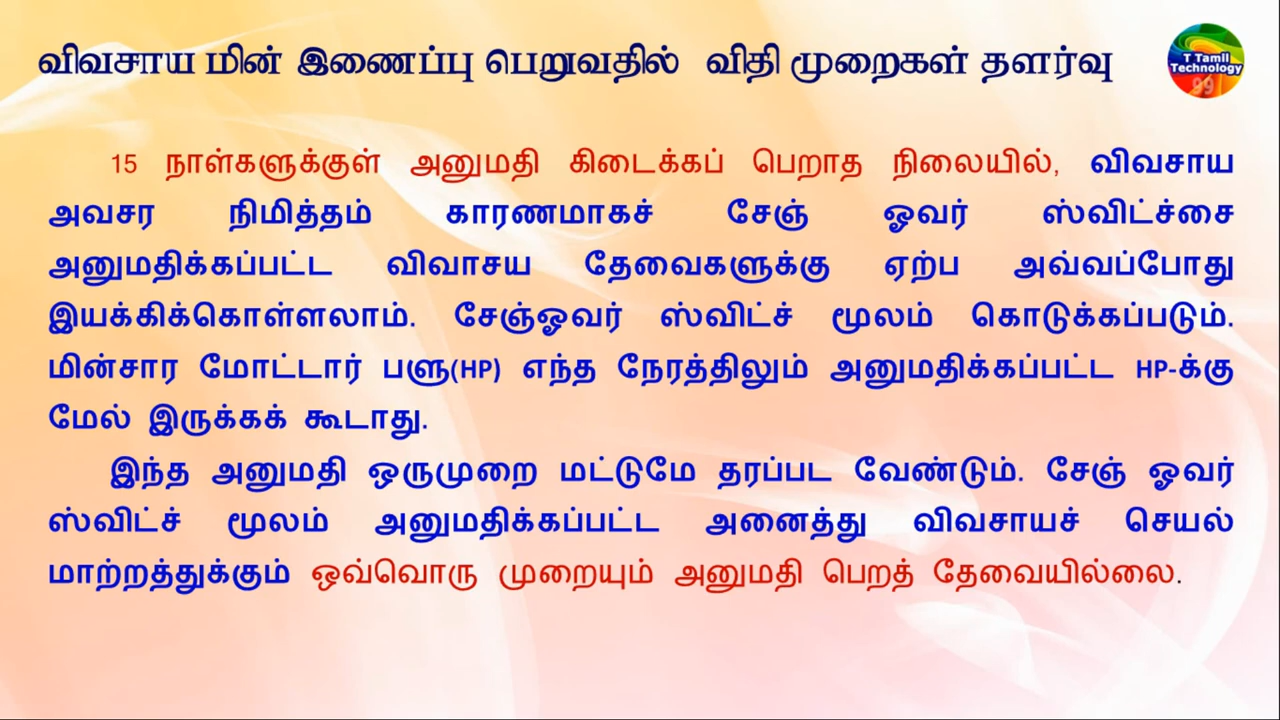 விவசாய மின் இணைப்பு பெறுவதில் விதி முறைகள் தளர்வு
T Tamil
Technology
99
15 நாள்களுக்குள் அனுமதி கிடைக்கப் பெறாத நிலையில், விவசாய
அவசர நிமித்தம் காரணமாகச் சேஞ் ஓவர் ஸ்விட்ச்சை
அனுமதிக்கப்பட்ட விவாசய தேவைகளுக்கு ஏற்ப அவ்வப்போது
இயக்கிக்கொள்ளலாம். சேஞ்ஓவர் ஸ்விட்ச் மூலம் கொடுக்கப்படும்.
மின்சார மோட்டார் பளு(HP) எந்த நேரத்திலும் அனுமதிக்கப்பட்ட HP-க்கு
மேல் இருக்கக் கூடாது.
இந்த அனுமதி ஒருமுறை மட்டுமே தரப்பட வேண்டும். சேஞ் ஓவர்
ஸ்விட்ச் மூலம் அனுமதிக்கப்பட்ட அனைத்து விவசாயச் செயல்
மாற்றத்துக்கும் ஒவ்வொரு முறையும் அனுமதி பெறத் தேவையில்லை.